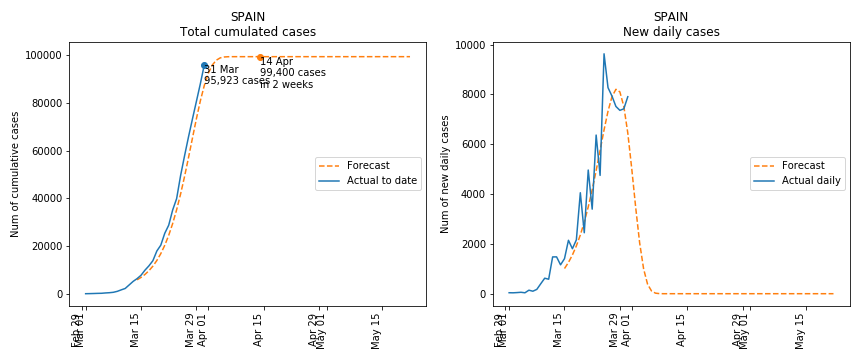 SPAIN
Total cumulated cases
Num of cumulative cases
100000
80000
60000
40000
20000
0
31 Mar
95,923 cases
14 Apr
99,400 cases
in 2 weeks
Forecast
Actual to date
Feb 29
Mar 01
Mar 15
Mar 29
Apr 01
Apr 15
Apr 29
May 01
May 15
SPAIN
New daily cases
Num of new daily cases
10000
8000
6000
4000
2000
0
Forecast
Actual daily
Feb 29
Mar 01
Mar 15
Mar 29
Apr 01
Apr 15
Apr 29
May 01
May 15